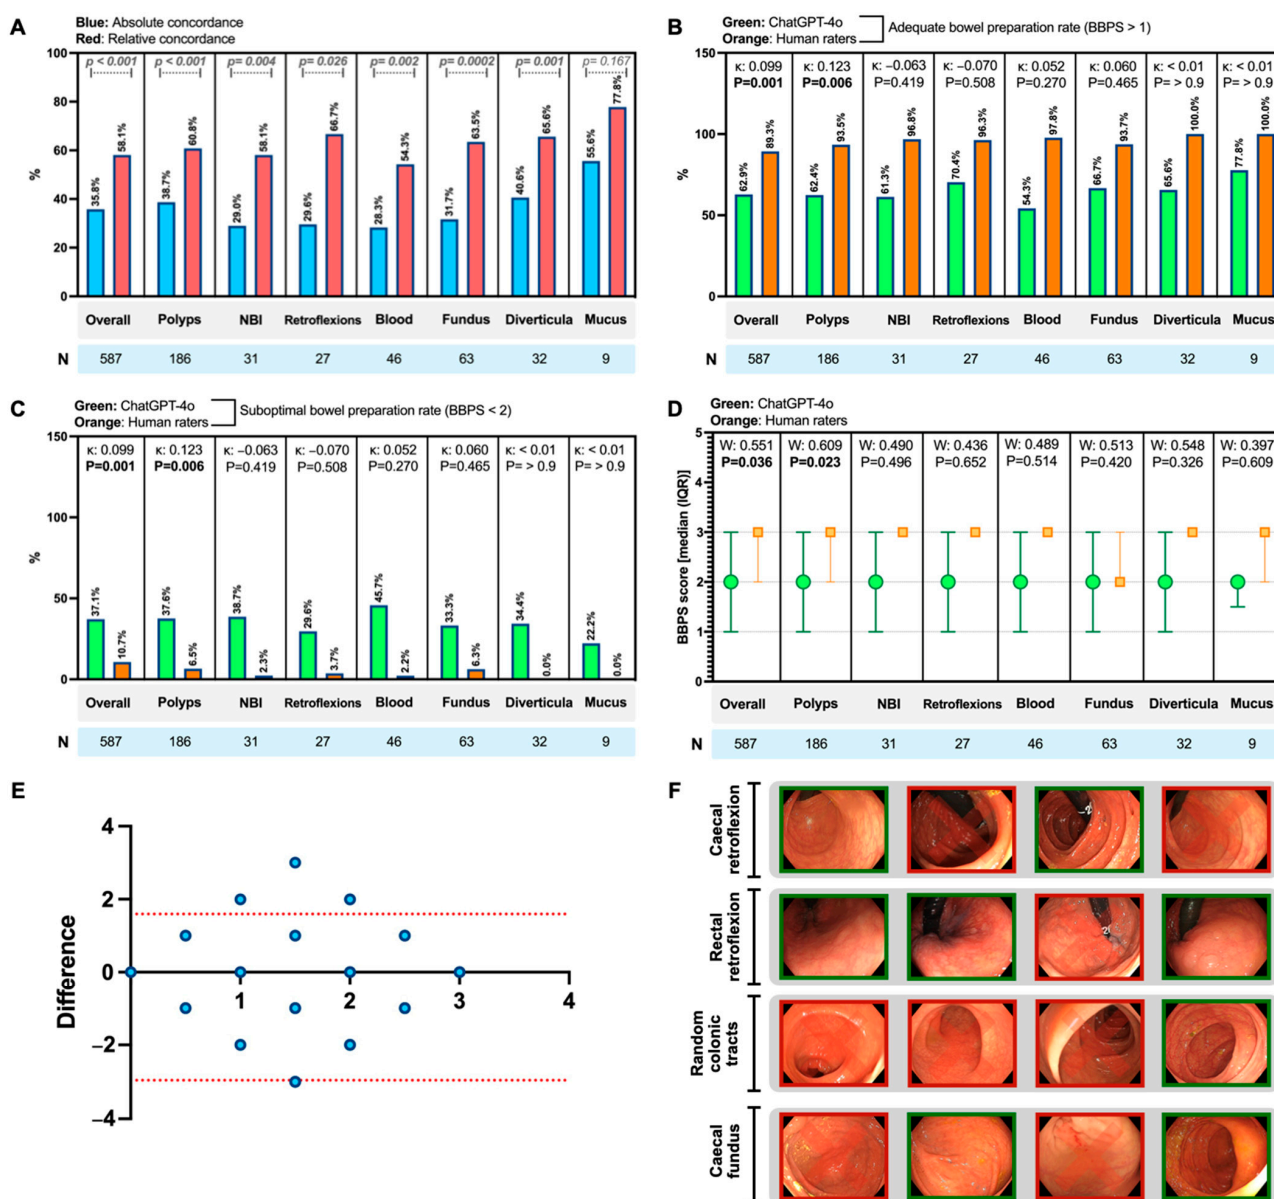 A
Blue: Absolute concordance
Red: Relative concordance
100
80
60
40
20
0
%
p < 0.001 p < 0.001 p= 0.004 p= 0.026 p= 0.002 p= 0.0002 p= 0.001 p= 0.167
35.8% 58.1% 38.7% 60.8% 29.0% 58.1% 29.6% 66.7% 28.3% 54.3% 31.7% 63.5% 40.6% 65.6% 55.6% 77.8%
Overall Polyps NBI Retroflexions Blood Fundus Diverticula Mucus
N 587 186 31 27 46 63 32 9
B
Green: ChatGPT-4o
Orange: Human raters
Adequate bowel preparation rate (BBPS > 1)
150
100
50
0
%
κ: 0.099 κ: 0.123 κ: −0.063 κ: −0.070 κ: 0.052 κ: 0.060 κ: < 0.01 κ: < 0.01
P=0.001 P=0.006 P=0.419 P=0.508 P=0.270 P=0.465 P= > 0.9 P= > 0.9
62.9% 89.3% 62.4% 93.5% 61.3% 96.8% 70.4% 96.3% 54.3% 97.8% 66.7% 93.7% 65.6% 100.0% 77.8% 100.0%
Overall Polyps NBI Retroflexions Blood Fundus Diverticula Mucus
N 587 186 31 27 46 63 32 9
C
Green: ChatGPT-4o
Orange: Human raters
Suboptimal bowel preparation rate (BBPS < 2)
150
100
50
0
%
κ: 0.099 κ: 0.123 κ: −0.063 κ: −0.070 κ: 0.052 κ: 0.060 κ: < 0.01 κ: < 0.01
P=0.001 P=0.006 P=0.419 P=0.508 P=0.270 P=0.465 P= > 0.9 P= > 0.9
37.1% 10.7% 37.6% 6.5% 38.7% 2.3% 29.6% 3.7% 45.7% 2.2% 33.3% 6.3% 34.4% 0.0% 22.2% 0.0%
Overall Polyps NBI Retroflexions Blood Fundus Diverticula Mucus
N 587 186 31 27 46 63 32 9
D
Green: ChatGPT-4o
Orange: Human raters
5
4
3
2
1
0
BBPS score [median (IQR)]
W: 0.551 W: 0.609 W: 0.490 W: 0.436 W: 0.489 W: 0.513 W: 0.548 W: 0.397
P=0.036 P=0.023 P=0.496 P=0.652 P=0.514 P=0.420 P=0.326 P=0.609
Overall Polyps NBI Retroflexions Blood Fundus Diverticula Mucus
N 587 186 31 27 46 63 32 9
E
4
2
0
−2
−4
Difference
1 2 3 4
F
Caecal
retroflexion
Rectal
retroflexion
Random
colonic
tracts
Caecal
fundus